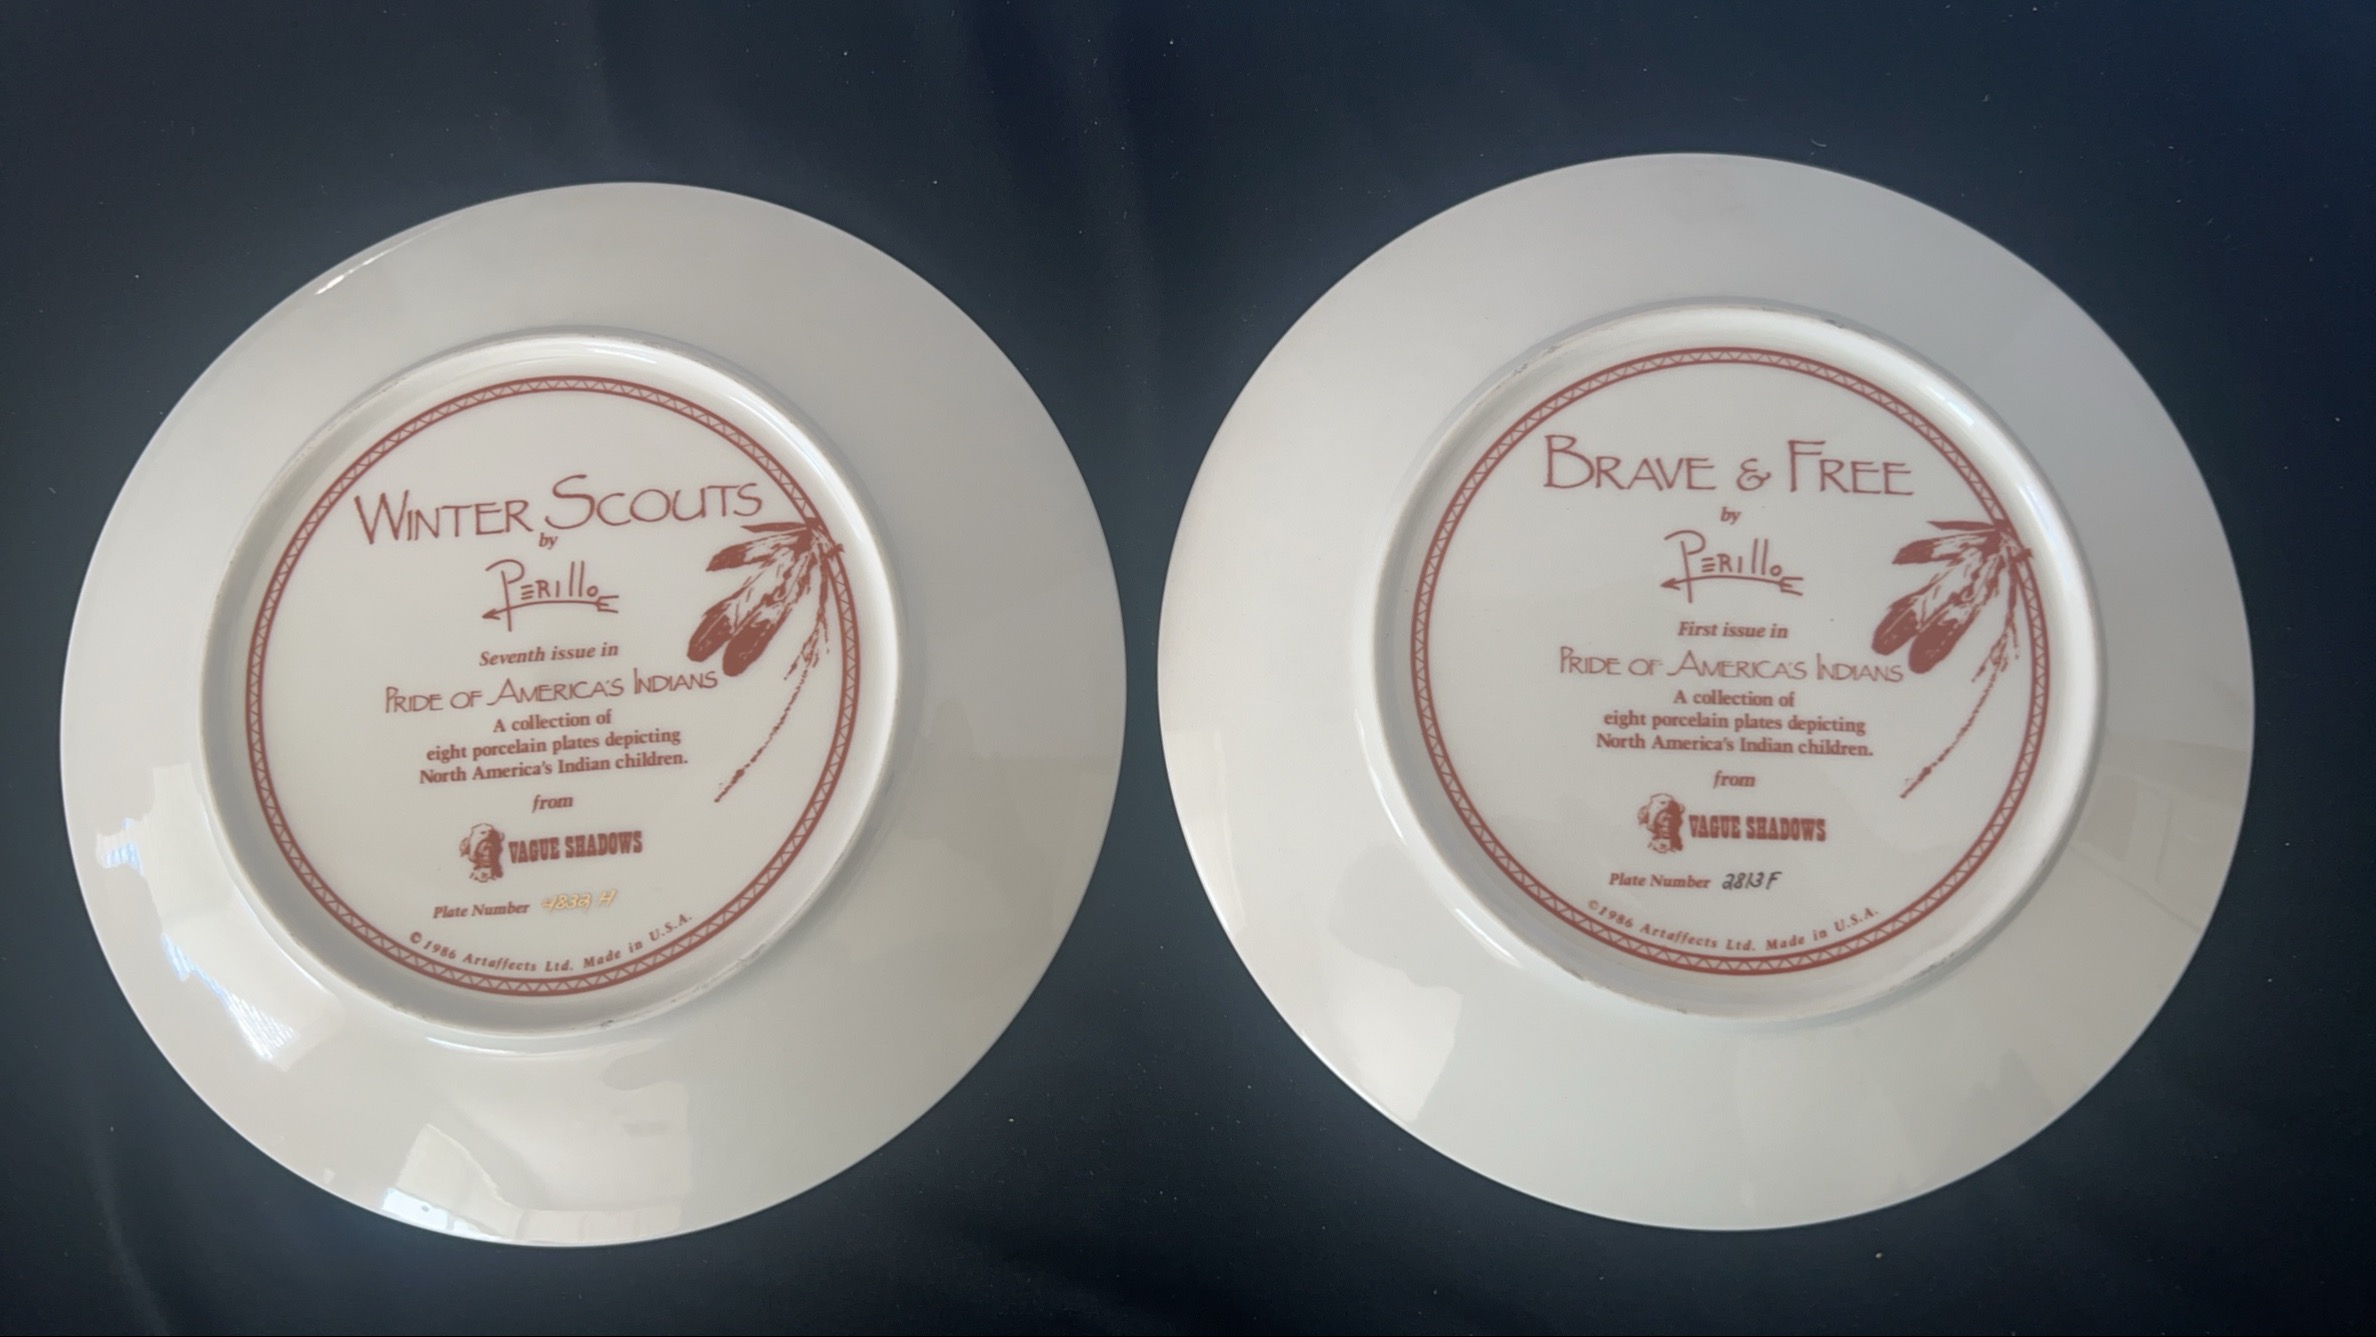 WINTER SCOUTS
by
PERILLO
Seventh issue in
PRIDE OF AMERICA'S INDIANS
A collection of
eight porcelain plates depicting
North America's Indian children.
from
VAGUE SHADOWS
Plate Number
© 1986 Artaffects Ltd. Made in U.S.A.
BRAVE & FREE
by
PERILLO
First issue in
PRIDE OF AMERICA'S INDIANS
A collection of
eight porcelain plates depicting
North America's Indian children.
from
VAGUE SHADOWS
Plate Number 2813F
© 1986 Artaffects Ltd. Made in U.S.A.